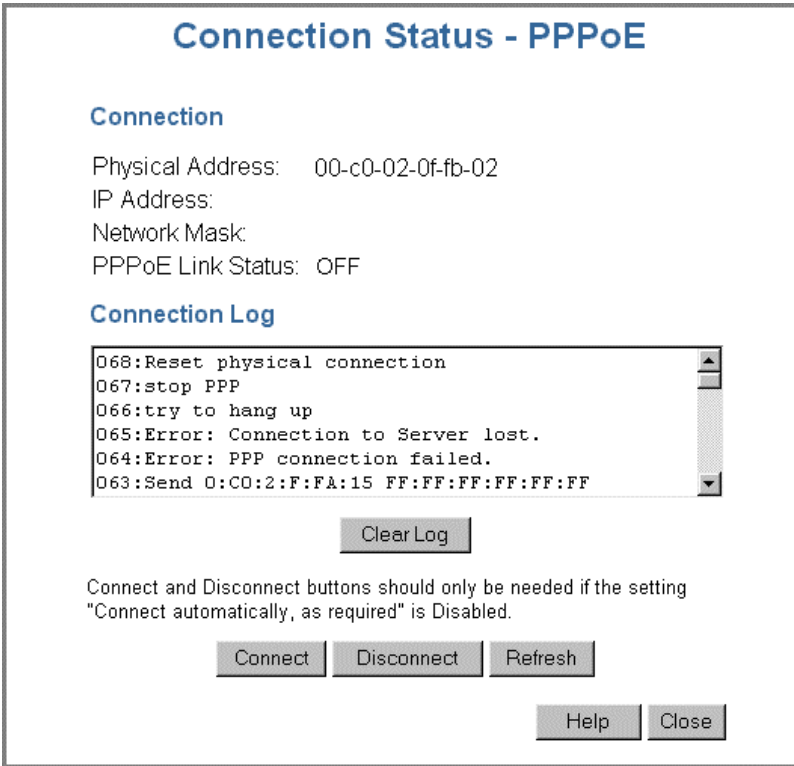 Connection Status - PPPoE
Connection
Physical Address: 00-c0-02-0f-fb-02
IP Address:
Network Mask:
PPPoE Link Status: OFF
Connection Log
068:Reset physical connection
067:stop PPP
066:try to hang up
065:Error: Connection to Server lost.
064:Error: PPP connection failed.
063:Send 0:C0:2:F:FA:15 FF:FF:FF:FF:FF:FF
Clear Log
Connect and Disconnect buttons should only be needed if the setting
"Connect automatically, as required" is Disabled.
Connect Disconnect Refresh
Help Close